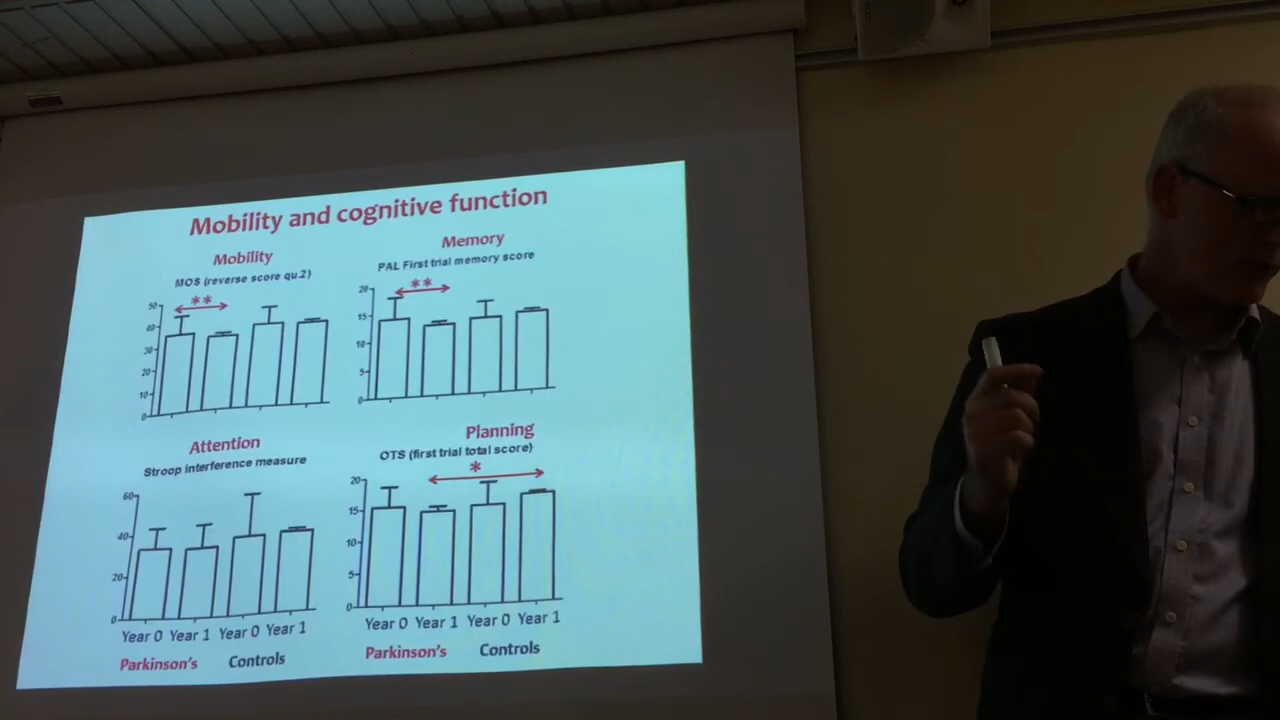 Mobility and cognitive function
Mobility
MOS (reverse score qu.2)
**
50
40
30
20
10
0
Memory
PAL First trial memory score
**
20
15
10
5
0
Attention
Stroop interference measure
60
40
20
0
Year 0 Year 1 Year 0 Year 1
Parkinson's Controls
Planning
OTS (first trial total score)
*
20
15
10
5
0
Year 0 Year 1 Year 0 Year 1
Parkinson's Controls